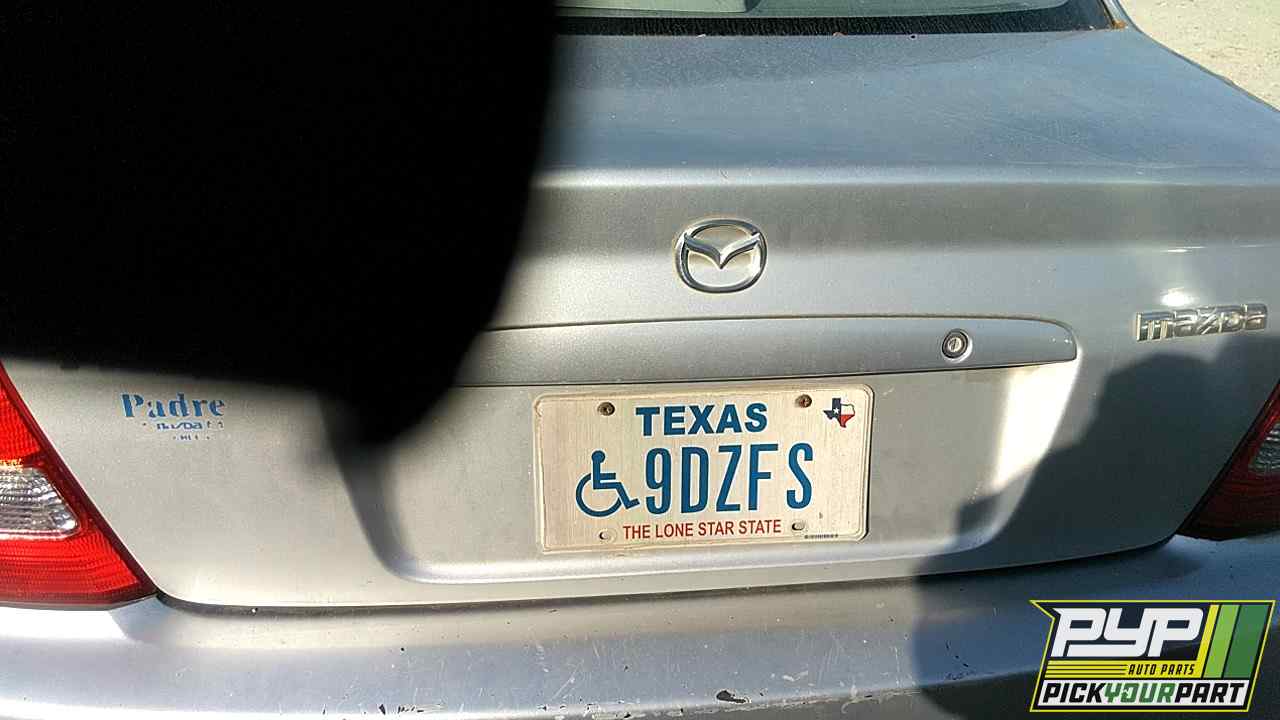 mazda
Padre
TEXAS
9DZFS
THE LONE STAR STATE
PYP
AUTO PARTS
PICKYOURPART